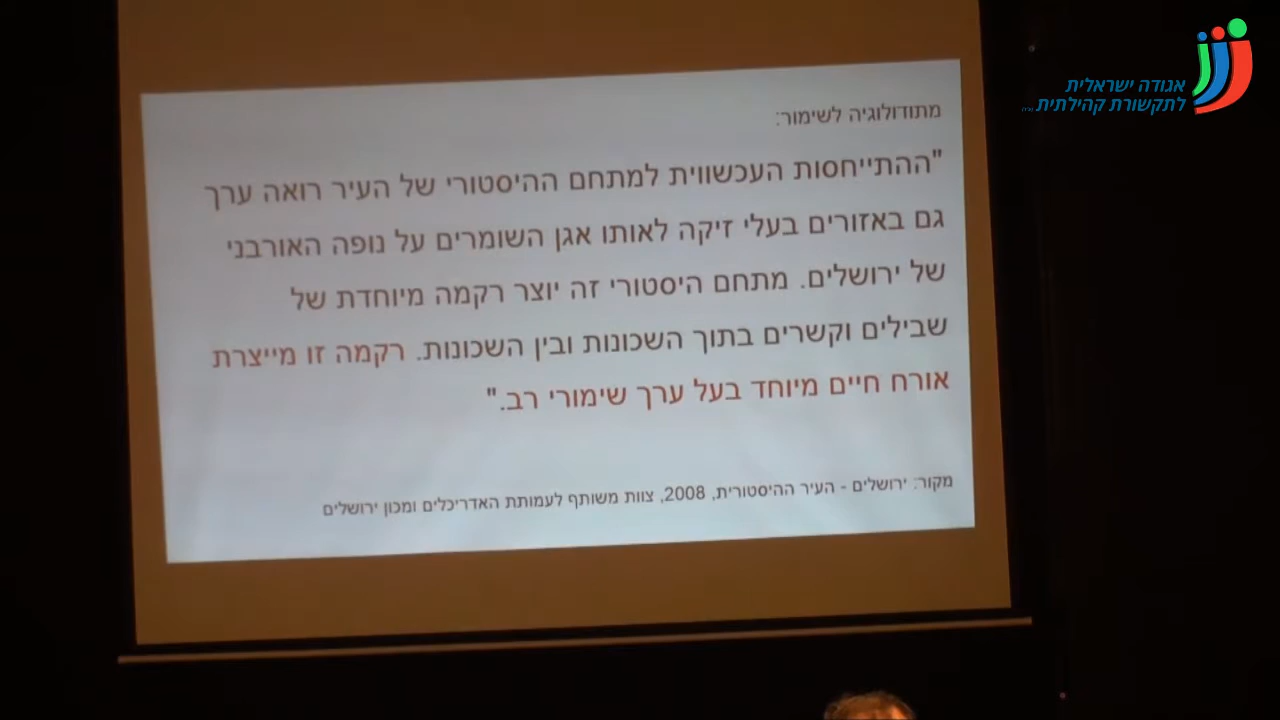 אגודה ישראלית
לתקשורת קהילתית
מתודולוגיה לשימור:
"ההתייחסות העכשווית למתחם ההיסטורי של העיר רואה ערך
גם באזורים בעלי זיקה לאותו אגן השומרים על נופה האורבני
של ירושלים. מתחם היסטורי זה יוצר רקמה מיוחדת של
שבילים וקשרים בתוך השכונות ובין השכונות. רקמה זו מייצרת
אורח חיים מיוחד בעל ערך שימורי רב."
מקור: ירושלים - העיר ההיסטורית, 2008, צוות משותף לעמותת האדריכלים ומכון ירושלים